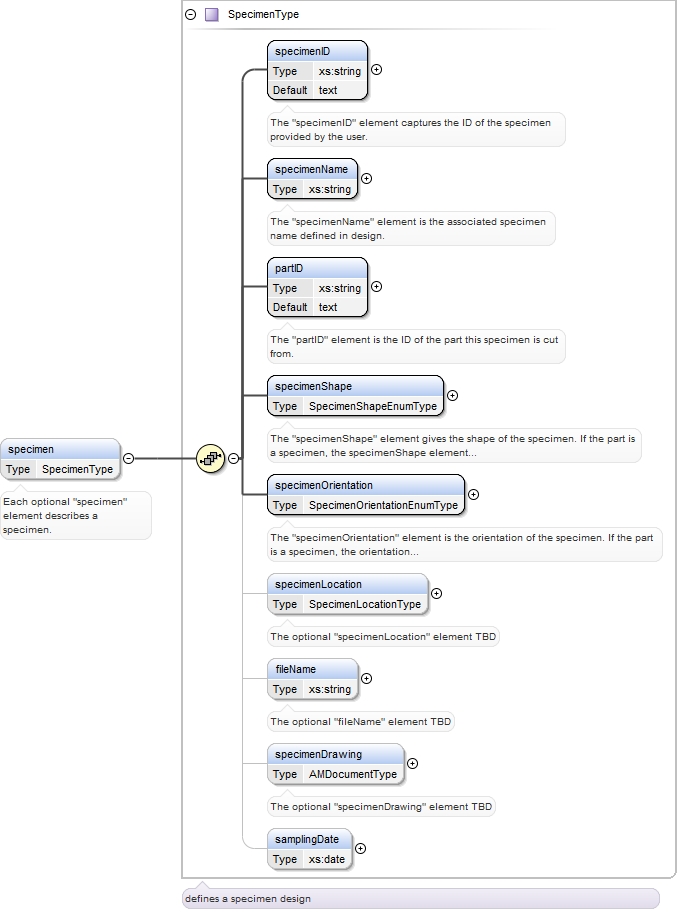 SpecimenType
specimenID
Type xs:string
Default text
The "specimenID" element captures the ID of the specimen
provided by the user.
specimenName
Type xs:string
The "specimenName" element is the associated specimen
name defined in design.
partID
Type xs:string
Default text
The "partID" element is the ID of the part this specimen is cut
from.
specimenShape
Type SpecimenShapeEnumType
The "specimenShape" element gives the shape of the specimen. If the part is
a specimen, the specimenShape element...
specimen
Type SpecimenType
Each optional "specimen"
element describes a
specimen.
specimenOrientation
Type SpecimenOrientationEnumType
The "specimenOrientation" element is the orientation of the specimen. If the part
is a specimen, the orientation...
specimenLocation
Type SpecimenLocationType
The optional "specimenLocation" element TBD
fileName
Type xs:string
The optional "fileName" element TBD
specimenDrawing
Type AMDocumentType
The optional "specimenDrawing" element TBD
samplingDate
Type xs:date
defines a specimen design